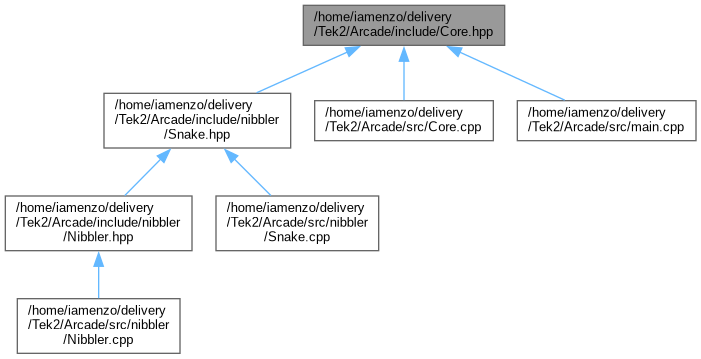 /home/iamenzo/delivery
/Tek2/Arcade/include/Core.hpp
/home/iamenzo/delivery
/Tek2/Arcade/include/nibbler
/Snake.hpp
/home/iamenzo/delivery
/Tek2/Arcade/src/Core.cpp
/home/iamenzo/delivery
/Tek2/Arcade/src/main.cpp
/home/iamenzo/delivery
/Tek2/Arcade/include/nibbler
/Nibbler.hpp
/home/iamenzo/delivery
/Tek2/Arcade/src/nibbler
/Snake.cpp
/home/iamenzo/delivery
/Tek2/Arcade/src/nibbler
/Nibbler.cpp